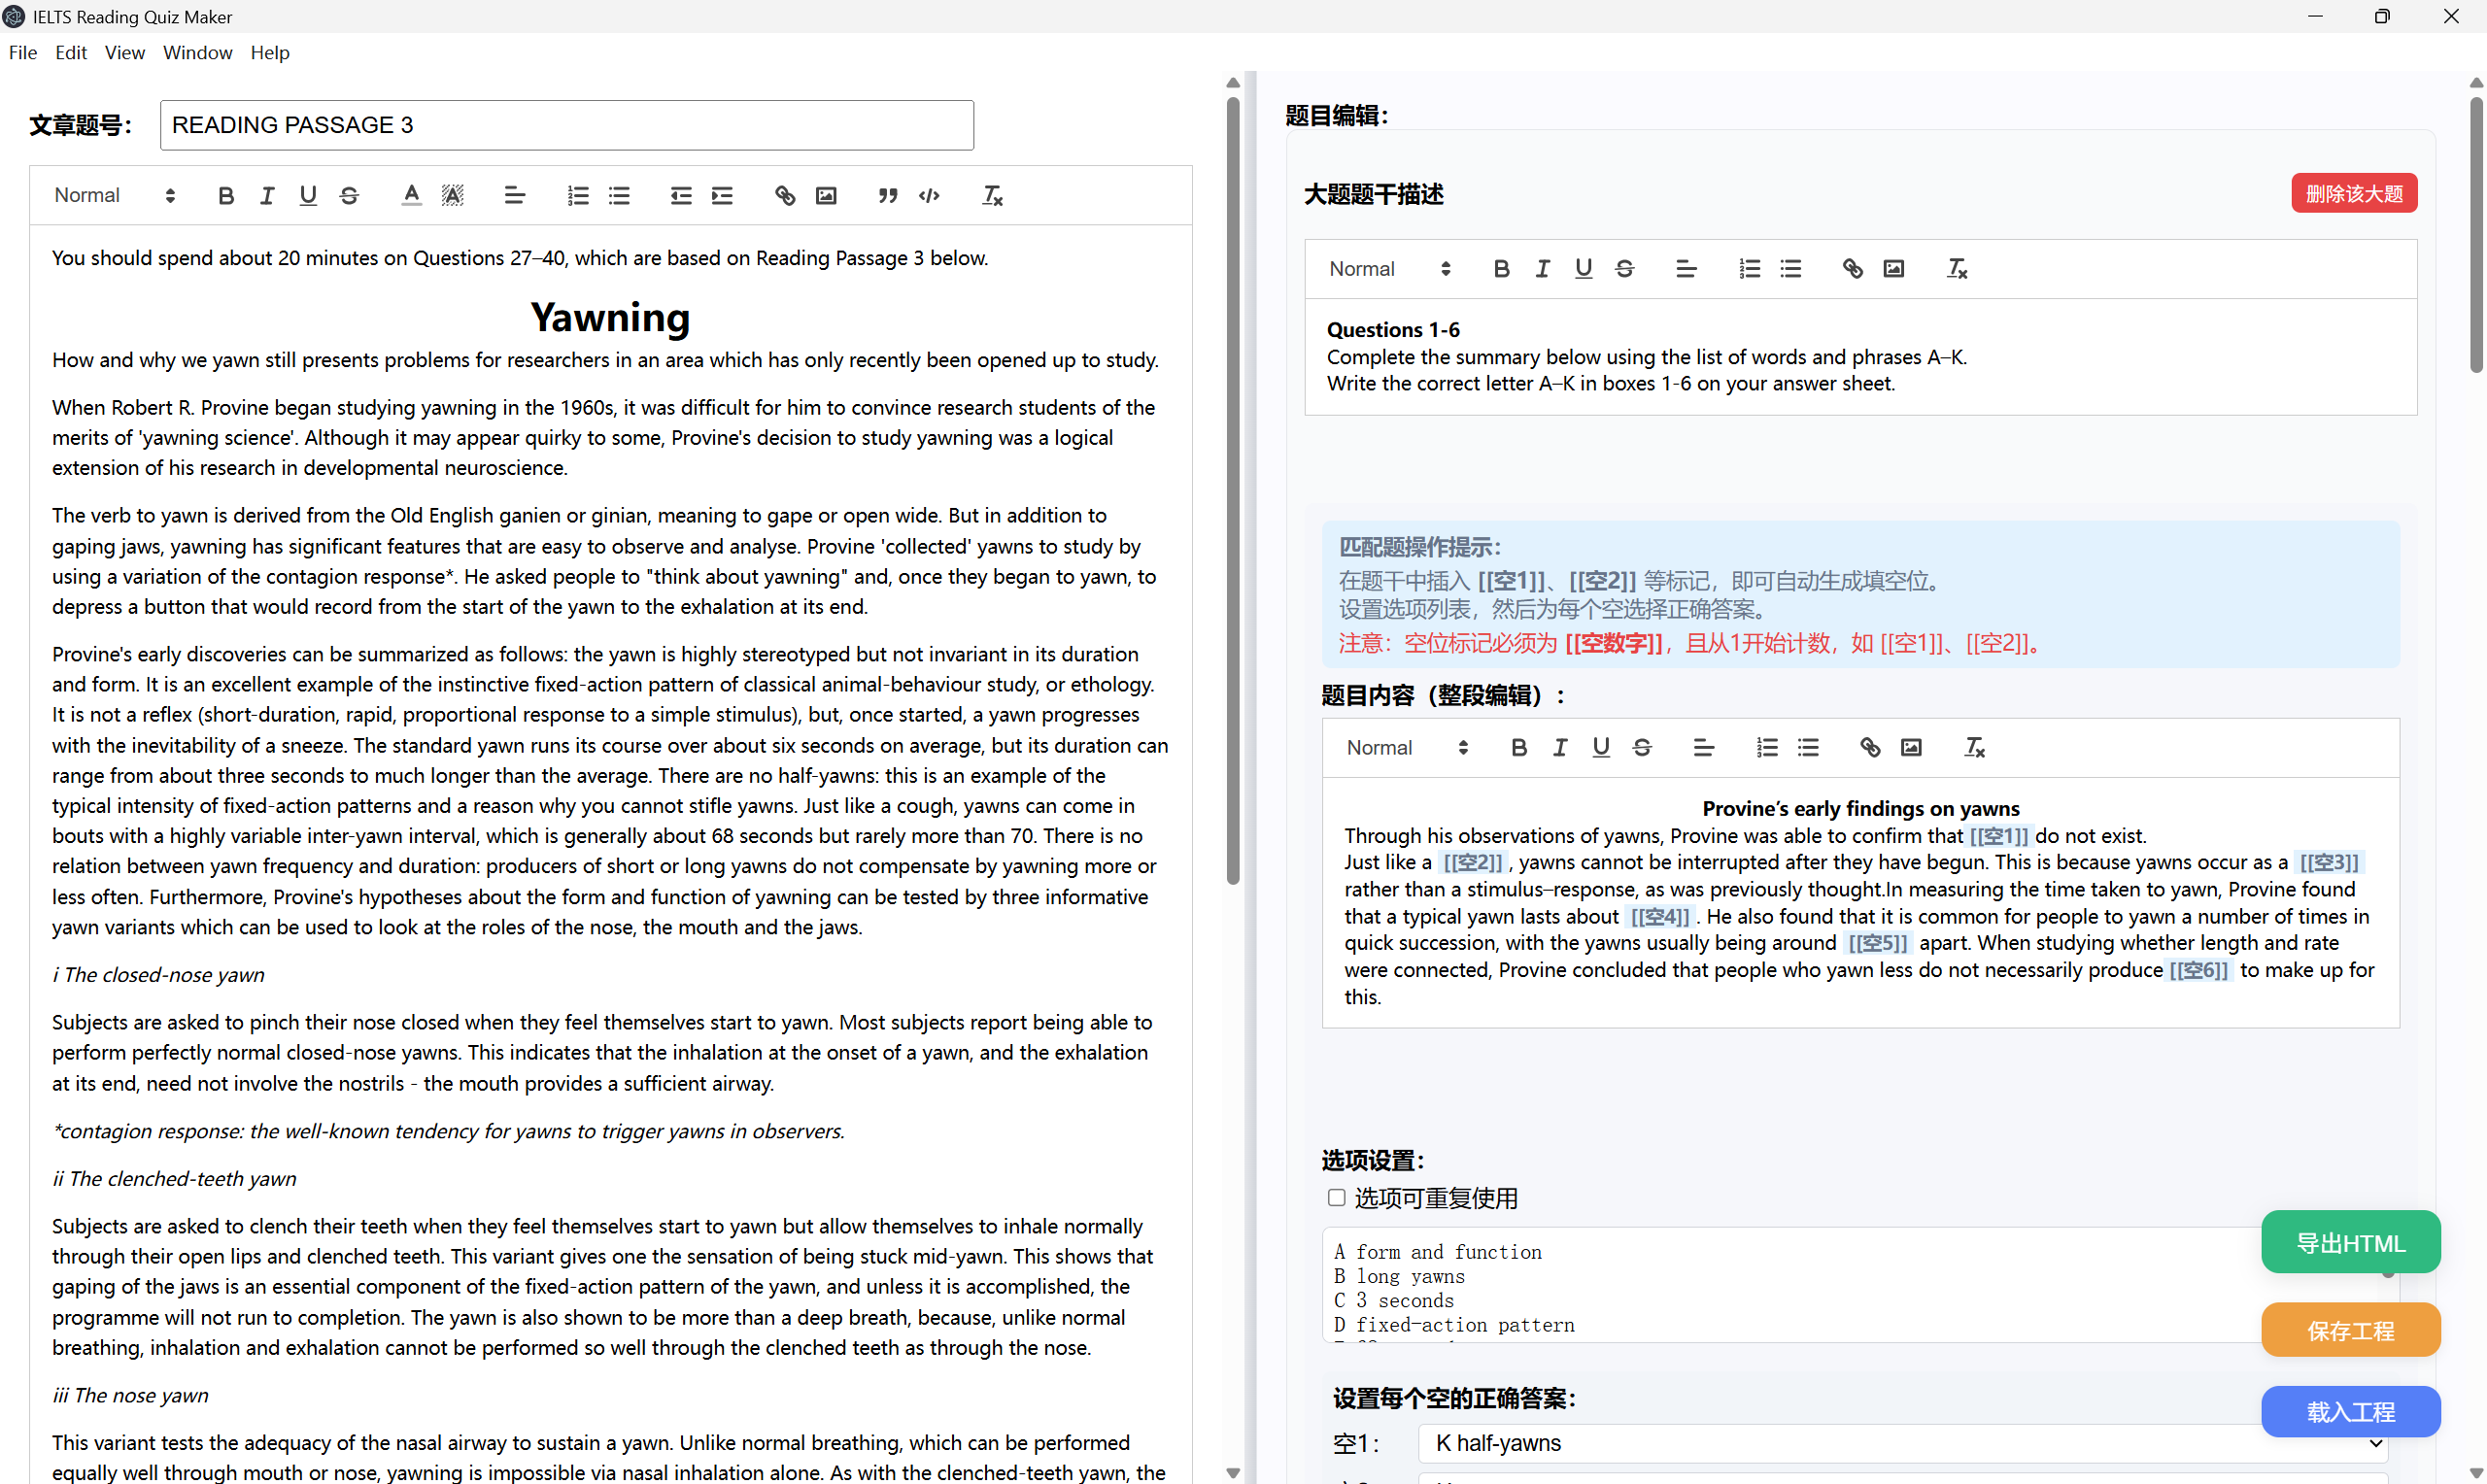 IELTS Reading Quiz Maker
File Edit View Window Help
文章题号： READING PASSAGE 3
Normal
You should spend about 20 minutes on Questions 27–40, which are based on Reading Passage 3 below.
Yawning
How and why we yawn still presents problems for researchers in an area which has only recently been opened up to study.
When Robert R. Provine began studying yawning in the 1960s, it was difficult for him to convince research students of the
merits of 'yawning science'. Although it may appear quirky to some, Provine's decision to study yawning was a logical
extension of his research in developmental neuroscience.
The verb to yawn is derived from the Old English ganien or ginian, meaning to gape or open wide. But in addition to
gaping jaws, yawning has significant features that are easy to observe and analyse. Provine 'collected' yawns to study by
using a variation of the contagion response*. He asked people to "think about yawning" and, once they began to yawn, to
depress a button that would record from the start of the yawn to the exhalation at its end.
Provine's early discoveries can be summarized as follows: the yawn is highly stereotyped but not invariant in its duration
and form. It is an excellent example of the instinctive fixed-action pattern of classical animal-behaviour study, or ethology.
It is not a reflex (short-duration, rapid, proportional response to a simple stimulus), but, once started, a yawn progresses
with the inevitability of a sneeze. The standard yawn runs its course over about six seconds on average, but its duration can
range from about three seconds to much longer than the average. There are no half-yawns: this is an example of the
typical intensity of fixed-action patterns and a reason why you cannot stifle yawns. Just like a cough, yawns can come in
bouts with a highly variable inter-yawn interval, which is generally about 68 seconds but rarely more than 70. There is no
relation between yawn frequency and duration: producers of short or long yawns do not compensate by yawning more or
less often. Furthermore, Provine's hypotheses about the form and function of yawning can be tested by three informative
yawn variants which can be used to look at the roles of the nose, the mouth and the jaws.
i The closed-nose yawn
Subjects are asked to pinch their nose closed when they feel themselves start to yawn. Most subjects report being able to
perform perfectly normal closed-nose yawns. This indicates that the inhalation at the onset of a yawn, and the exhalation
at its end, need not involve the nostrils - the mouth provides a sufficient airway.
*contagion response: the well-known tendency for yawns to trigger yawns in observers.
ii The clenched-teeth yawn
Subjects are asked to clench their teeth when they feel themselves start to yawn but allow themselves to inhale normally
through their open lips and clenched teeth. This variant gives one the sensation of being stuck mid-yawn. This shows that
gaping of the jaws is an essential component of the fixed-action pattern of the yawn, and unless it is accomplished, the
programme will not run to completion. The yawn is also shown to be more than a deep breath, because, unlike normal
breathing, inhalation and exhalation cannot be performed so well through the clenched teeth as through the nose.
iii The nose yawn
This variant tests the adequacy of the nasal airway to sustain a yawn. Unlike normal breathing, which can be performed
equally well through mouth or nose, yawning is impossible via nasal inhalation alone. As with the clenched-teeth yawn, the
题目编辑：
大题题干描述
删除该大题
Normal
Questions 1-6
Complete the summary below using the list of words and phrases A–K.
Write the correct letter A–K in boxes 1-6 on your answer sheet.
匹配题操作提示：
在题干中插入 [[空1]]、[[空2]] 等标记，即可自动生成填空位。
设置选项列表，然后为每个空选择正确答案。
注意：空位标记必须为 [[空数字]]，且从1开始计数，如 [[空1]]、[[空2]]。
题目内容（整段编辑）：
Normal
Provine’s early findings on yawns
Through his observations of yawns, Provine was able to confirm that [[空1]] do not exist.
Just like a [[空2]] , yawns cannot be interrupted after they have begun. This is because yawns occur as a [[空3]]
rather than a stimulus–response, as was previously thought.In measuring the time taken to yawn, Provine found
that a typical yawn lasts about [[空4]] . He also found that it is common for people to yawn a number of times in
quick succession, with the yawns usually being around [[空5]] apart. When studying whether length and rate
were connected, Provine concluded that people who yawn less do not necessarily produce [[空6]] to make up for
this.
选项设置：
选项可重复使用
A form and function
B long yawns
C 3 seconds
D fixed-action pattern
导出HTML
保存工程
载入工程
设置每个空的正确答案：
空1： K half-yawns